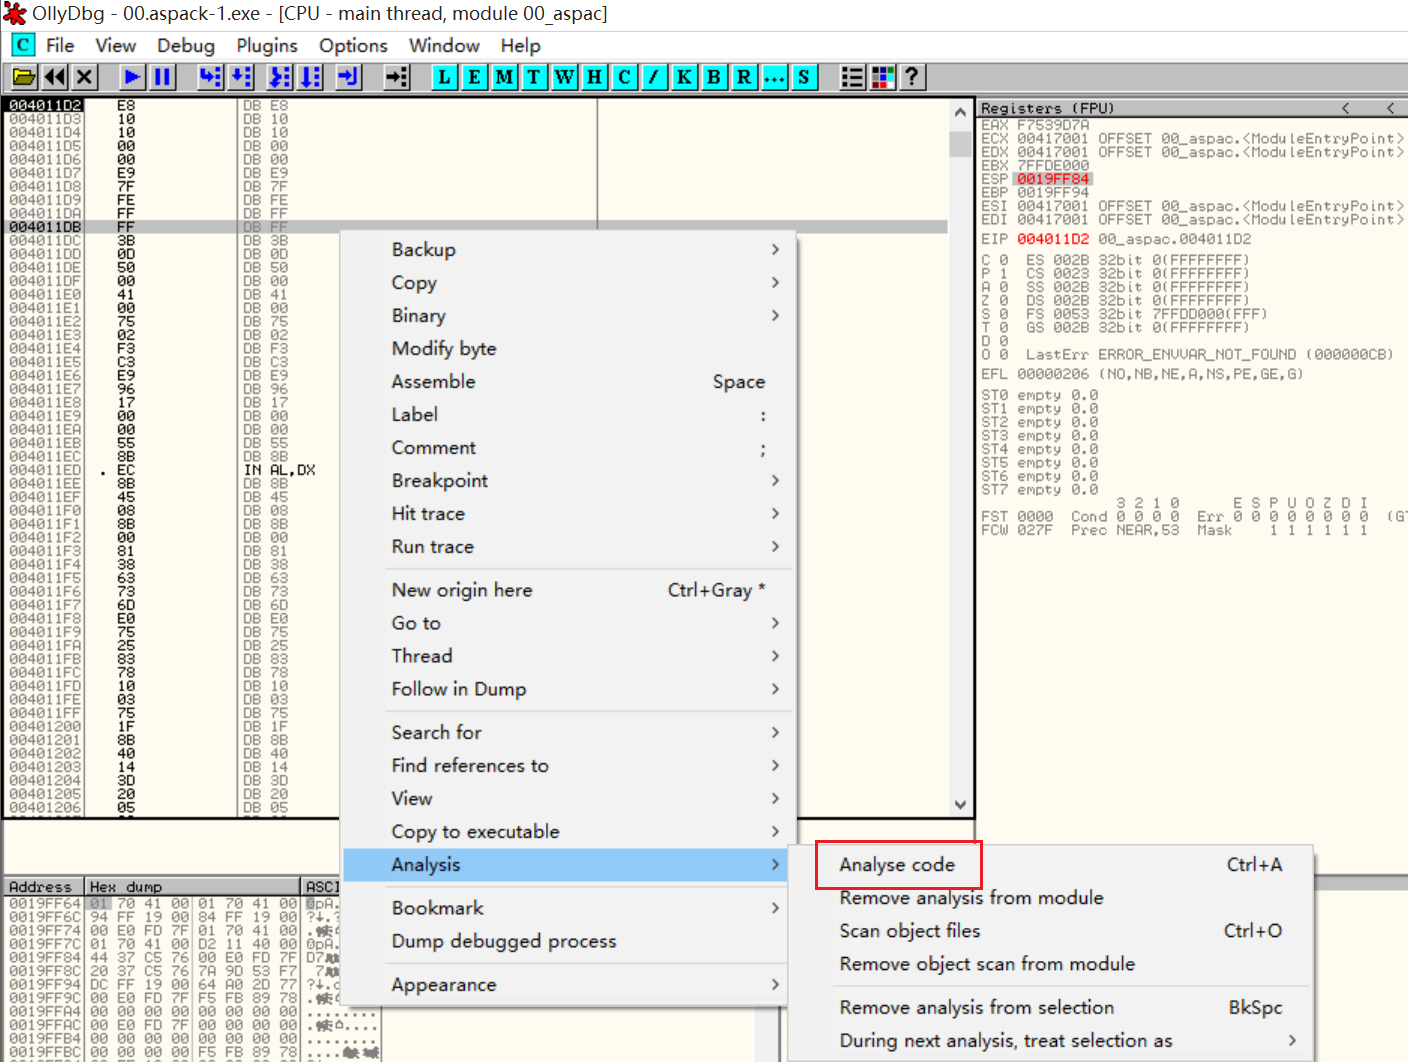 OllyDbg - 00.aspack-1.exe - [CPU - main thread, module 00_aspac]
C File View Debug Plugins Options Window Help
L E M T W H C / K B R ... S ?
004011D2 E8 DB E8
004011D3 10 DB 10
004011D4 10 DB 10
004011D5 00 DB 00
004011D6 00 DB 00
004011D7 E9 DB E9
004011D8 7F DB 7F
004011D9 FE DB FE
004011DA FF DB FF
004011DB FF DB FF
004011DC 3B DB 3B
004011DD 0D DB 0D
004011DE 50 DB 50
004011DF 00 DB 00
004011E0 41 DB 41
004011E1 00 DB 00
004011E2 75 DB 75
004011E3 02 DB 02
004011E4 F3 DB F3
004011E5 C3 DB C3
004011E6 E9 DB E9
004011E7 96 DB 96
004011E8 17 DB 17
004011E9 00 DB 00
004011EA 00 DB 00
004011EB 55 DB 55
004011EC 8B DB 8B
004011ED . EC IN AL,DX
004011EE 8B DB 8B
004011EF 45 DB 45
004011F0 08 DB 08
004011F1 8B DB 8B
004011F2 00 DB 00
004011F3 81 DB 81
004011F4 38 DB 38
004011F5 63 DB 63
004011F6 73 DB 73
004011F7 6D DB 6D
004011F8 E0 DB E0
004011F9 75 DB 75
004011FA 25 DB 25
004011FB 83 DB 83
004011FC 78 DB 78
004011FD 10 DB 10
004011FE 03 DB 03
004011FF 75 DB 75
00401200 1F DB 1F
00401201 8B DB 8B
00401202 40 DB 40
00401203 14 DB 14
00401204 3D DB 3D
00401205 20 DB 20
00401206 05 DB 05
Registers (FPU) < <
EAX F7539D7A
ECX 00417001 OFFSET 00_aspac.<ModuleEntryPoint>
EDX 00417001 OFFSET 00_aspac.<ModuleEntryPoint>
EBX 7FFDE000
ESP 0019FF84
EBP 0019FF94
ESI 00417001 OFFSET 00_aspac.<ModuleEntryPoint>
EDI 00417001 OFFSET 00_aspac.<ModuleEntryPoint>
EIP 004011D2 00_aspac.004011D2
C 0 ES 002B 32bit 0(FFFFFFFF)
P 1 CS 0023 32bit 0(FFFFFFFF)
A 0 SS 002B 32bit 0(FFFFFFFF)
Z 0 DS 002B 32bit 0(FFFFFFFF)
S 0 FS 0053 32bit 7FFDD000(FFF)
T 0 GS 002B 32bit 0(FFFFFFFF)
D 0
O 0 LastErr ERROR_ENVVAR_NOT_FOUND (000000CB)
EFL 00000206 (NO,NB,NE,A,NS,PE,GE,G)
ST0 empty 0.0
ST1 empty 0.0
ST2 empty 0.0
ST3 empty 0.0
ST4 empty 0.0
ST5 empty 0.0
ST6 empty 0.0
ST7 empty 0.0
3 2 1 0 E S P U O Z D I
FST 0000 Cond 0 0 0 0 Err 0 0 0 0 0 0 0 0 (GT
FCW 027F Prec NEAR,53 Mask 1 1 1 1 1 1
Backup
Copy
Binary
Modify byte
Assemble Space
Label :
Comment ;
Breakpoint
Hit trace
Run trace
New origin here Ctrl+Gray *
Go to
Thread
Follow in Dump
Search for
Find references to
View
Copy to executable
Analysis
Bookmark
Dump debugged process
Appearance
Analyse code Ctrl+A
Remove analysis from module
Scan object files Ctrl+O
Remove object scan from module
Remove analysis from selection BkSpc
During next analysis, treat selection as
Address Hex dump ASCI
0019FF64 01 70 41 00 01 70 41 00
0019FF6C 94 FF 19 00 84 FF 19 00
0019FF74 00 E0 FD 7F 01 70 41 00
0019FF7C 01 70 41 00 D2 11 40 00
0019FF84 44 37 C5 76 00 E0 FD 7F
0019FF8C 20 37 C5 76 7A 9D 53 F7
0019FF94 DC FF 19 00 64 A0 2D 77
0019FF9C 00 E0 FD 7F F5 FB 89 78
0019FFA4 00 00 00 00 00 00 00 00
0019FFAC 00 E0 FD 7F 00 00 00 00
0019FFB4 00 00 00 00 00 00 00 00
0019FFBC 00 00 00 00 F5 FB 89 78